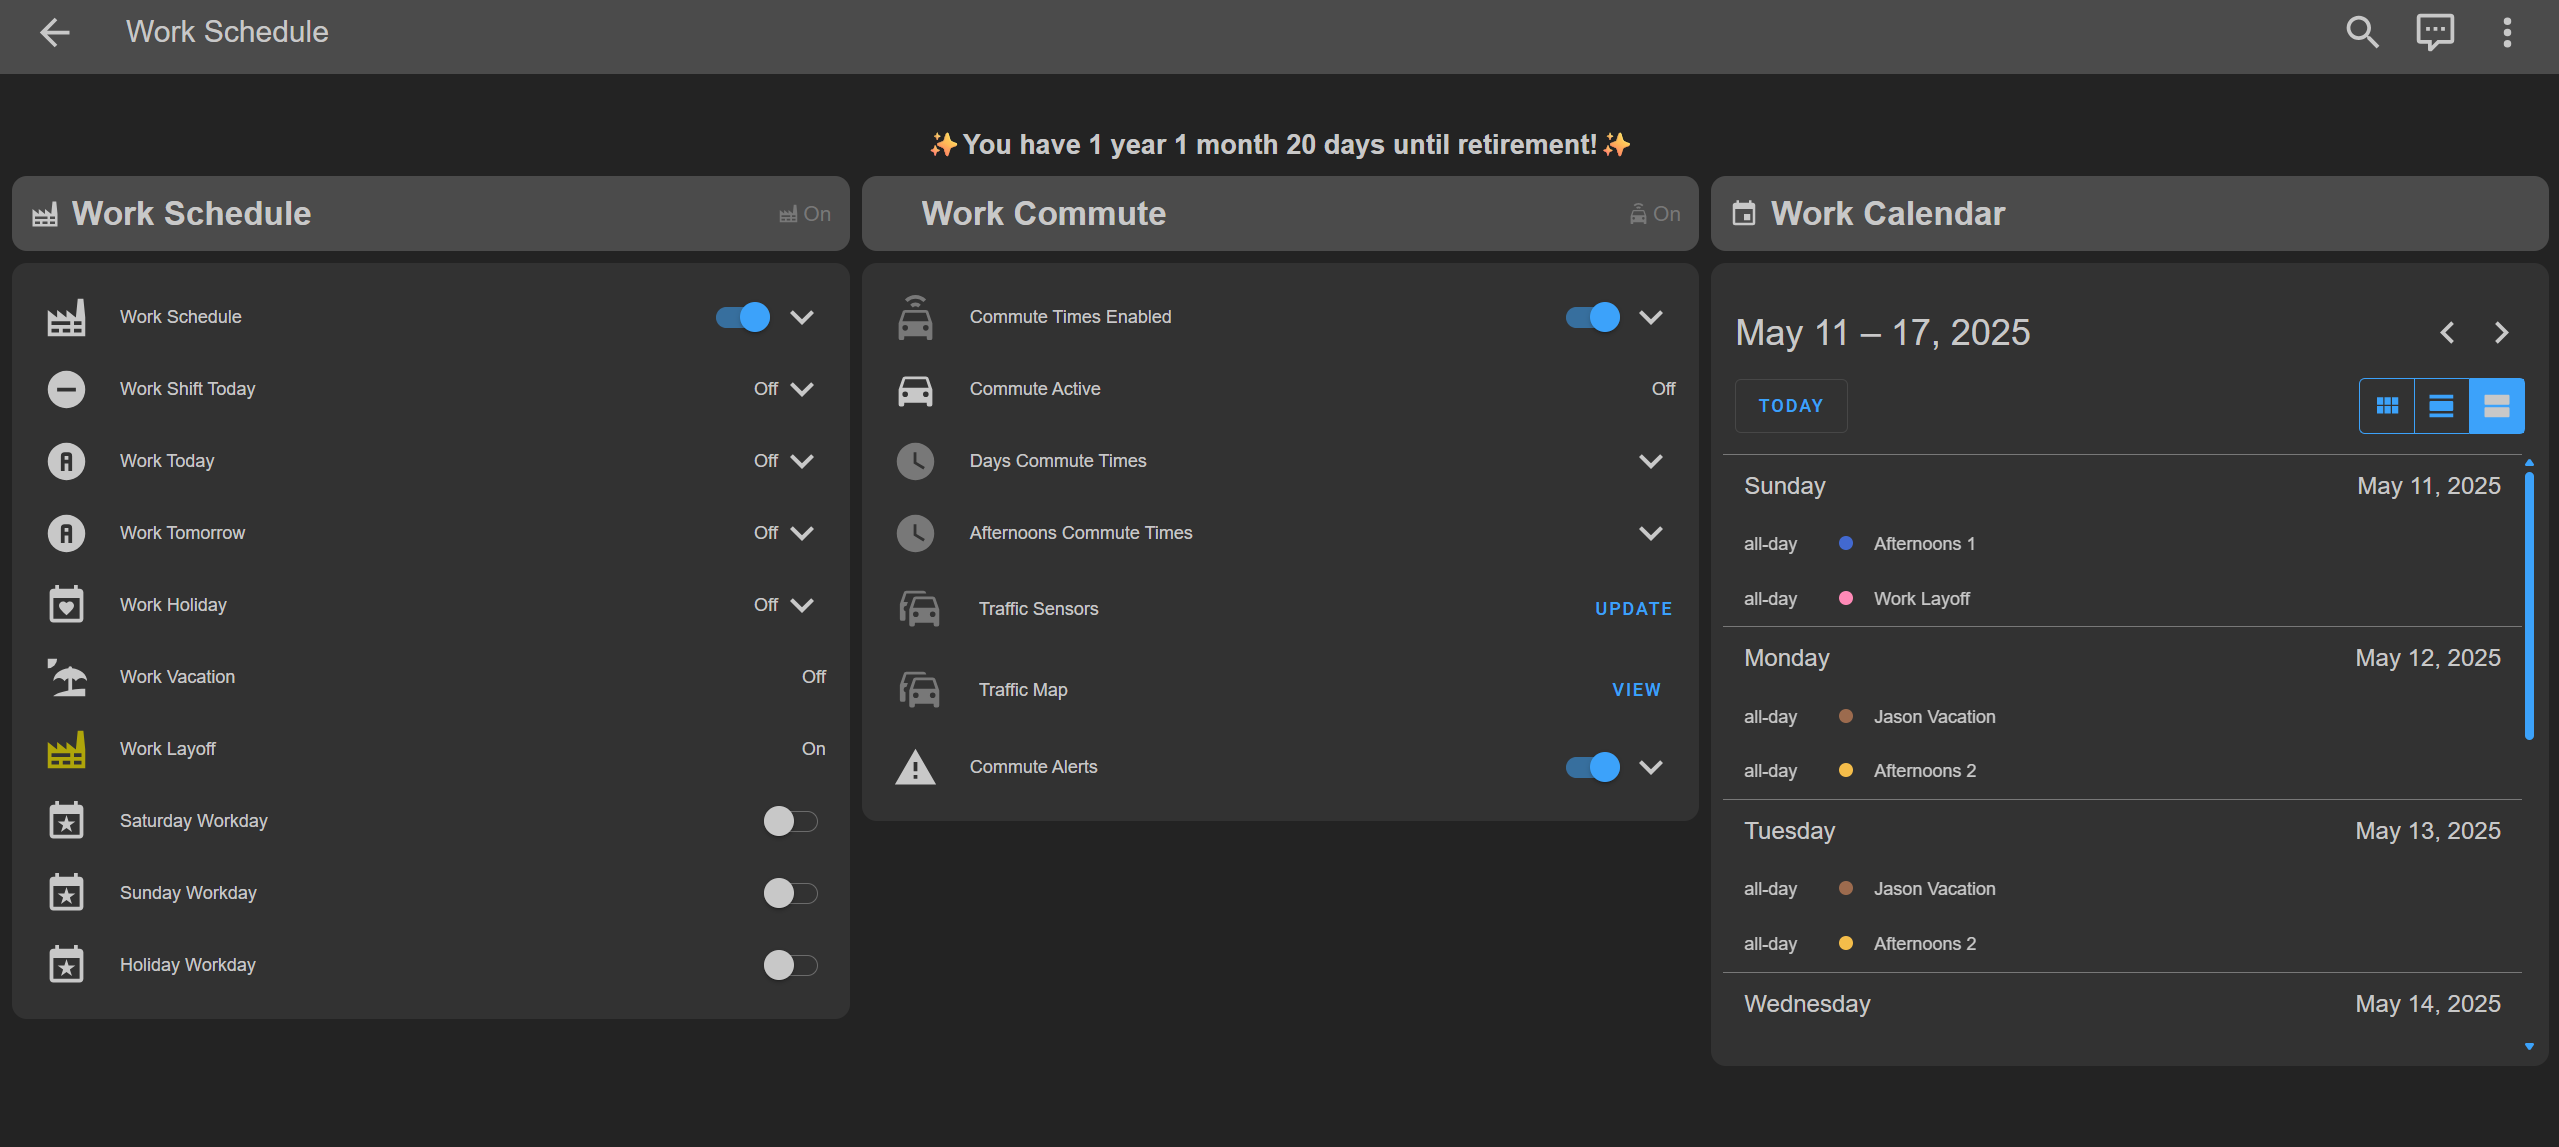 Work Schedule
✨You have 1 year 1 month 20 days until retirement!✨
Work Schedule
On
Work Schedule
Work Shift Today
Off
Work Today
Off
Work Tomorrow
Off
Work Holiday
Off
Work Vacation
Off
Work Layoff
On
Saturday Workday
Sunday Workday
Holiday Workday
Work Commute
On
Commute Times Enabled
Commute Active
Off
Days Commute Times
Afternoons Commute Times
Traffic Sensors
UPDATE
Traffic Map
VIEW
Commute Alerts
Work Calendar
May 11 – 17, 2025
TODAY
Sunday
May 11, 2025
all-day
Afternoons 1
all-day
Work Layoff
Monday
May 12, 2025
all-day
Jason Vacation
all-day
Afternoons 2
Tuesday
May 13, 2025
all-day
Jason Vacation
all-day
Afternoons 2
Wednesday
May 14, 2025